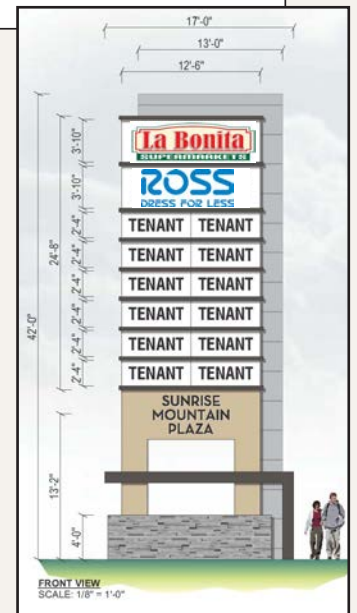 17'-0"
13'-0"
12'-6"
La Bonita
SUPERMARKETS
ROSS
DRESS FOR LESS
TENANT TENANT
TENANT TENANT
TENANT TENANT
TENANT TENANT
TENANT TENANT
TENANT TENANT
SUNRISE
MOUNTAIN
PLAZA
3'-10"
3'-10"
2'-4"
2'-4"
2'-4"
2'-4"
2'-4"
2'-4"
24'-8"
42'-0"
13'-2"
4'-0"
FRONT VIEW
SCALE: 1/8" = 1'-0"